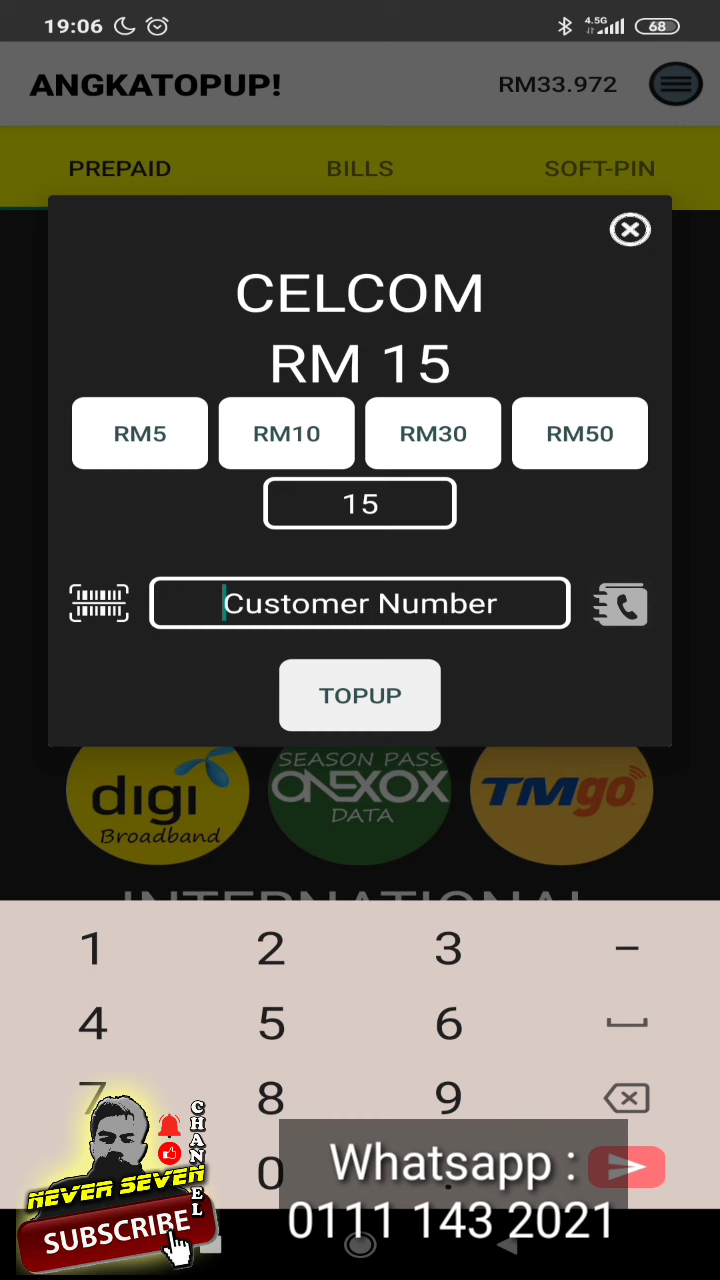 19:06
4.5G
68
ANGKATOPUP!
RM33.972
PREPAID
BILLS
SOFT-PIN
CELCOM
RM 15
RM5
RM10
RM30
RM50
15
Customer Number
TOPUP
digi
Broadband
SEASON PASS
ONEXOX
DATA
TMgo
INTERNATIONAL
1 2 3 –
4 5 6
7 8 9
0
CHANNEL
NEVER SEVEN
SUBSCRIBE
Whatsapp :
0111 143 2021